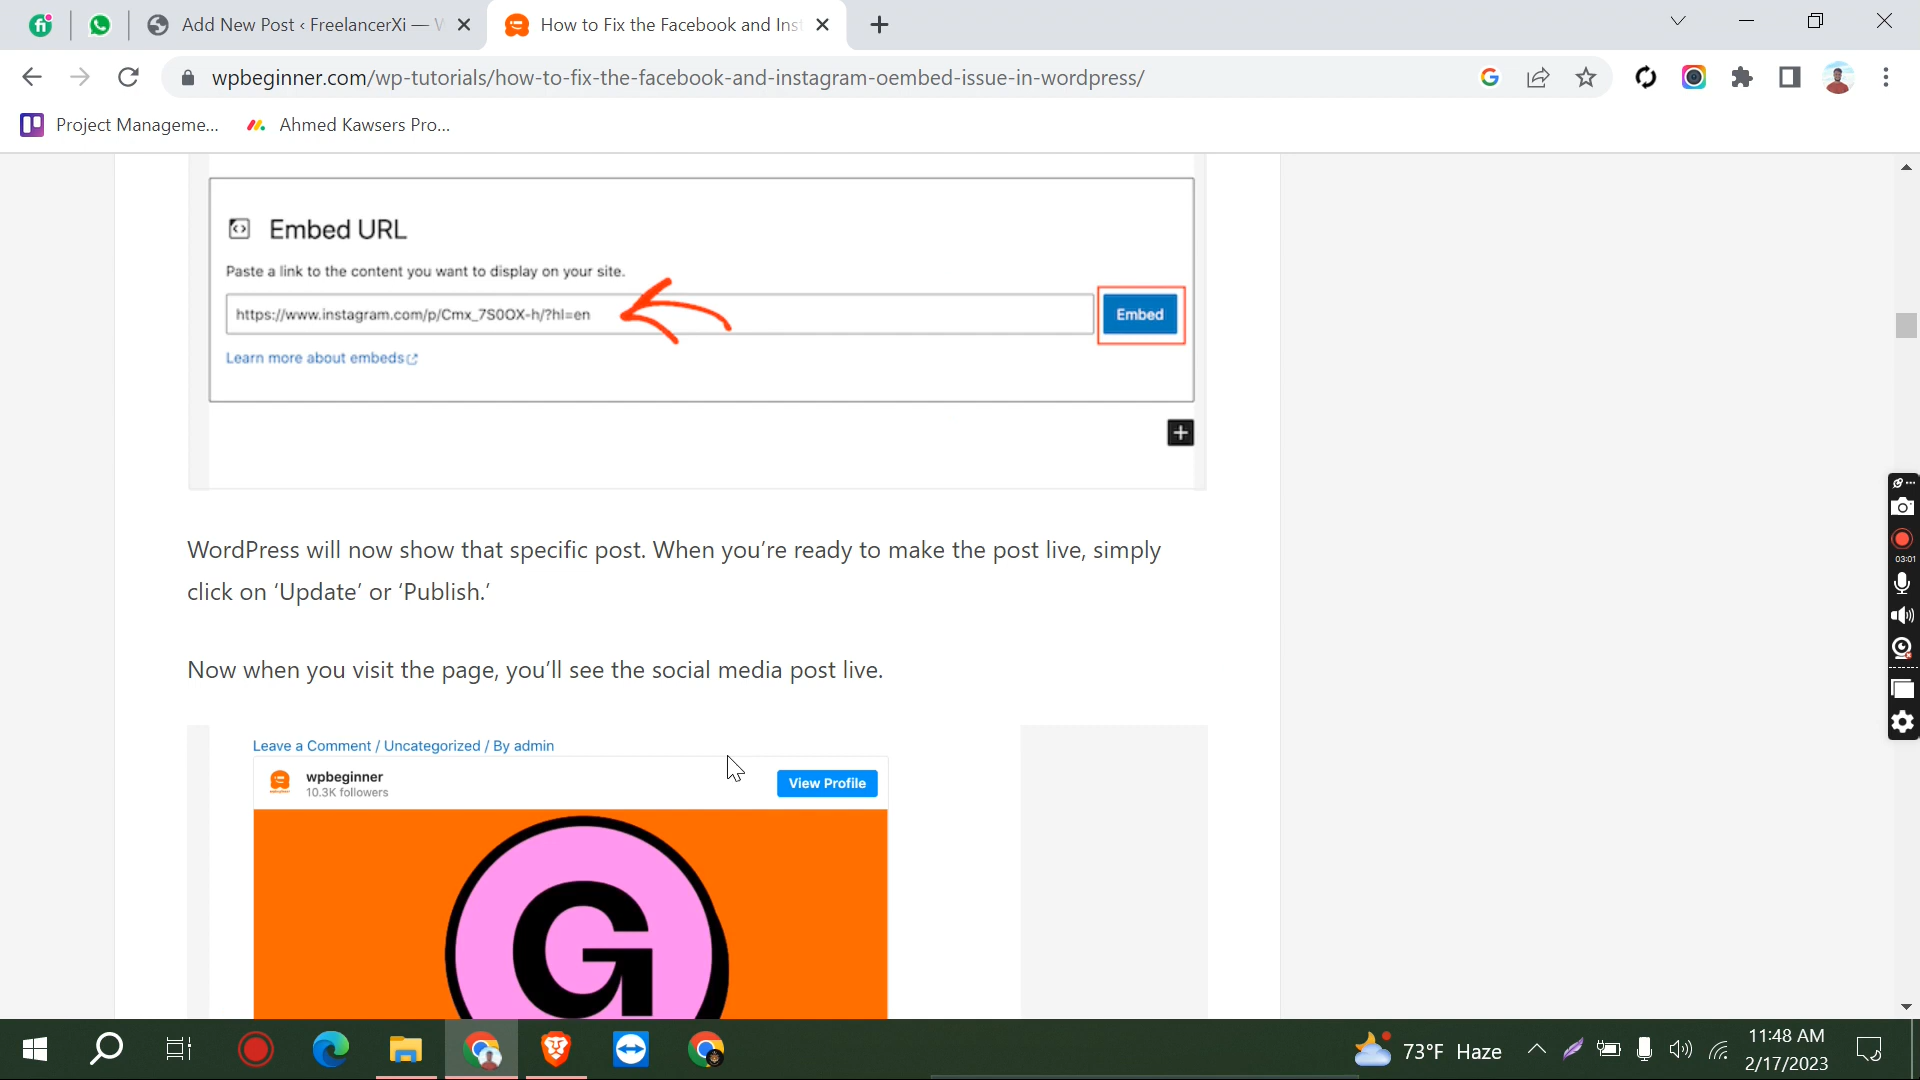 Add New Post ‹ FreelancerXi — W
How to Fix the Facebook and Inst
wpbeginner.com/wp-tutorials/how-to-fix-the-facebook-and-instagram-oembed-issue-in-wordpress/
Project Manageme...
Ahmed Kawsers Pro...
Embed URL
Paste a link to the content you want to display on your site.
https://www.instagram.com/p/Cmx_7S0OX-h/?hl=en
Embed
Learn more about embeds
WordPress will now show that specific post. When you’re ready to make the post live, simply
click on ‘Update’ or ‘Publish.’
Now when you visit the page, you’ll see the social media post live.
Leave a Comment / Uncategorized / By admin
wpbeginner
10.3K followers
View Profile
G
03:01
73°F Haze
11:48 AM
2/17/2023